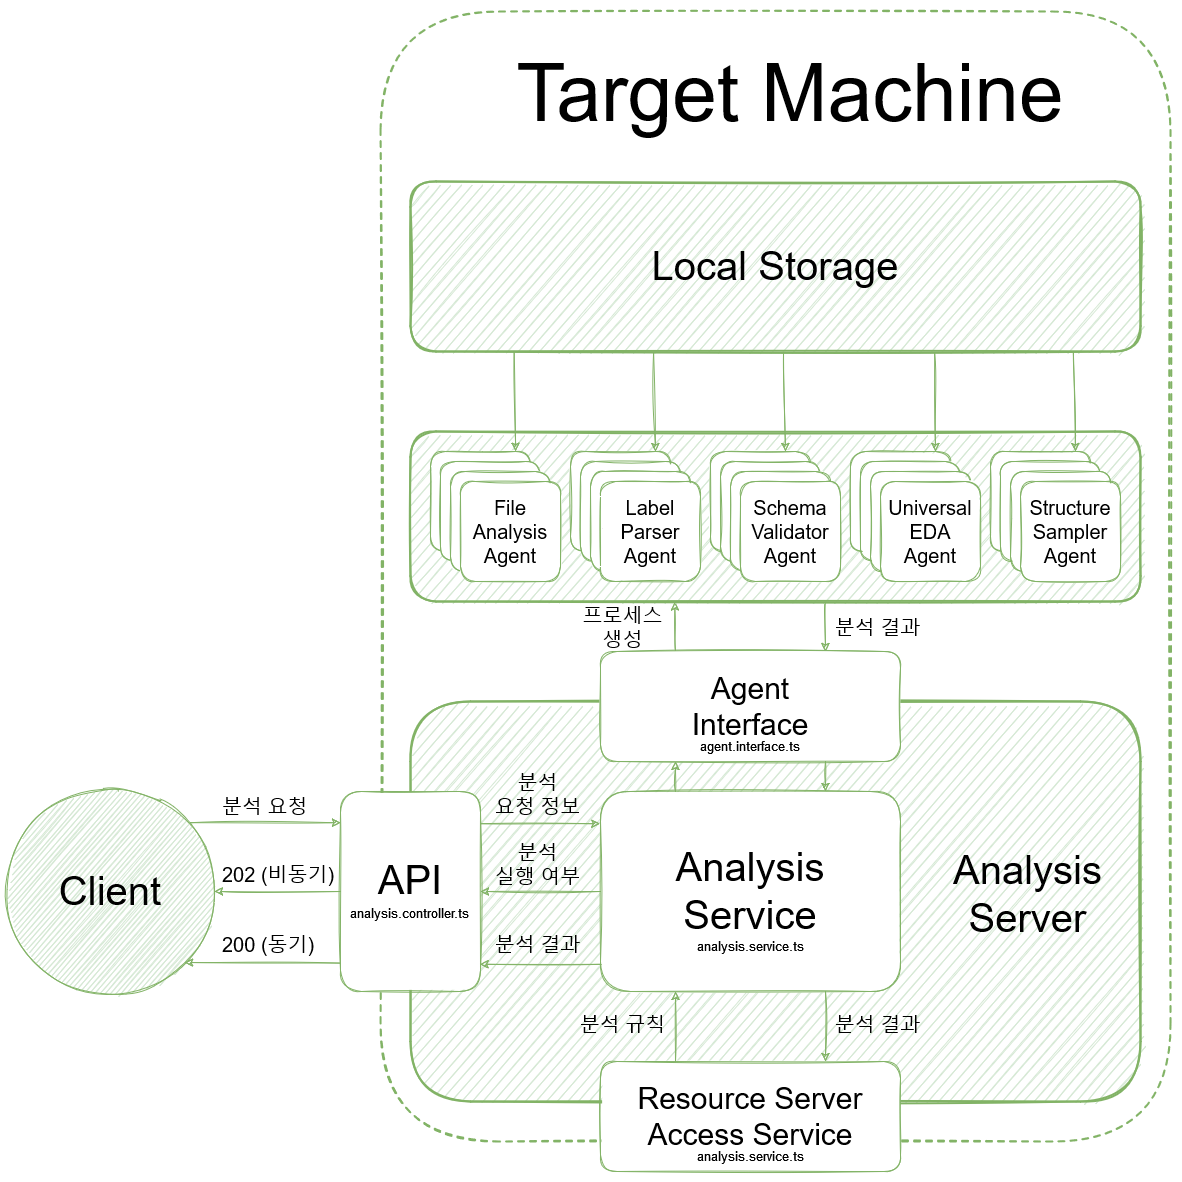 Target Machine
Local Storage
File
Analysis
Agent
Label
Parser
Agent
Schema
Validator
Agent
Universal
EDA
Agent
Structure
Sampler
Agent
프로세스
생성
분석 결과
Agent
Interface
agent.interface.ts
분석 요청
202 (비동기)
200 (동기)
Client
API
analysis.controller.ts
분석
요청 정보
분석
실행 여부
분석 결과
Analysis
Service
analysis.service.ts
Analysis
Server
분석 규칙
분석 결과
Resource Server
Access Service
analysis.service.ts